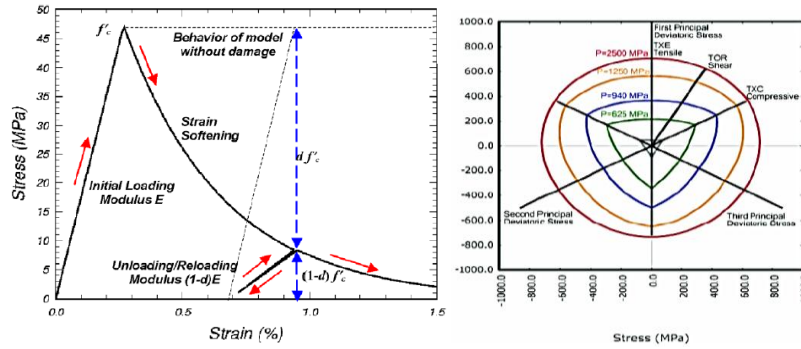 Stress (MPa)
50
45
40
35
30
25
20
15
10
5
0
f'c
Behavior of model
without damage
Strain
Softening
d f'c
Initial Loading
Modulus E
Unloading/Reloading
Modulus (1-d)E
(1-d) f'c
0.0
0.5
1.0
1.5
Strain (%)
1000.0
800.0
600.0
400.0
200.0
0.0
-200.0
-400.0
-600.0
-800.0
-1000.0
First Principal
Deviatoric Stress
TXE
Tensile
TOR
Shear
TXC
Compressive
P=2500 MPa
P=1250 MPa
P=940 MPa
P=625 MPa
Second Principal
Deviatoric Stress
Third Principal
Deviatoric Stress
-1000.0
-800.0
-600.0
-400.0
-200.0
0.0
200.0
400.0
600.0
800.0
1000.0
Stress (MPa)